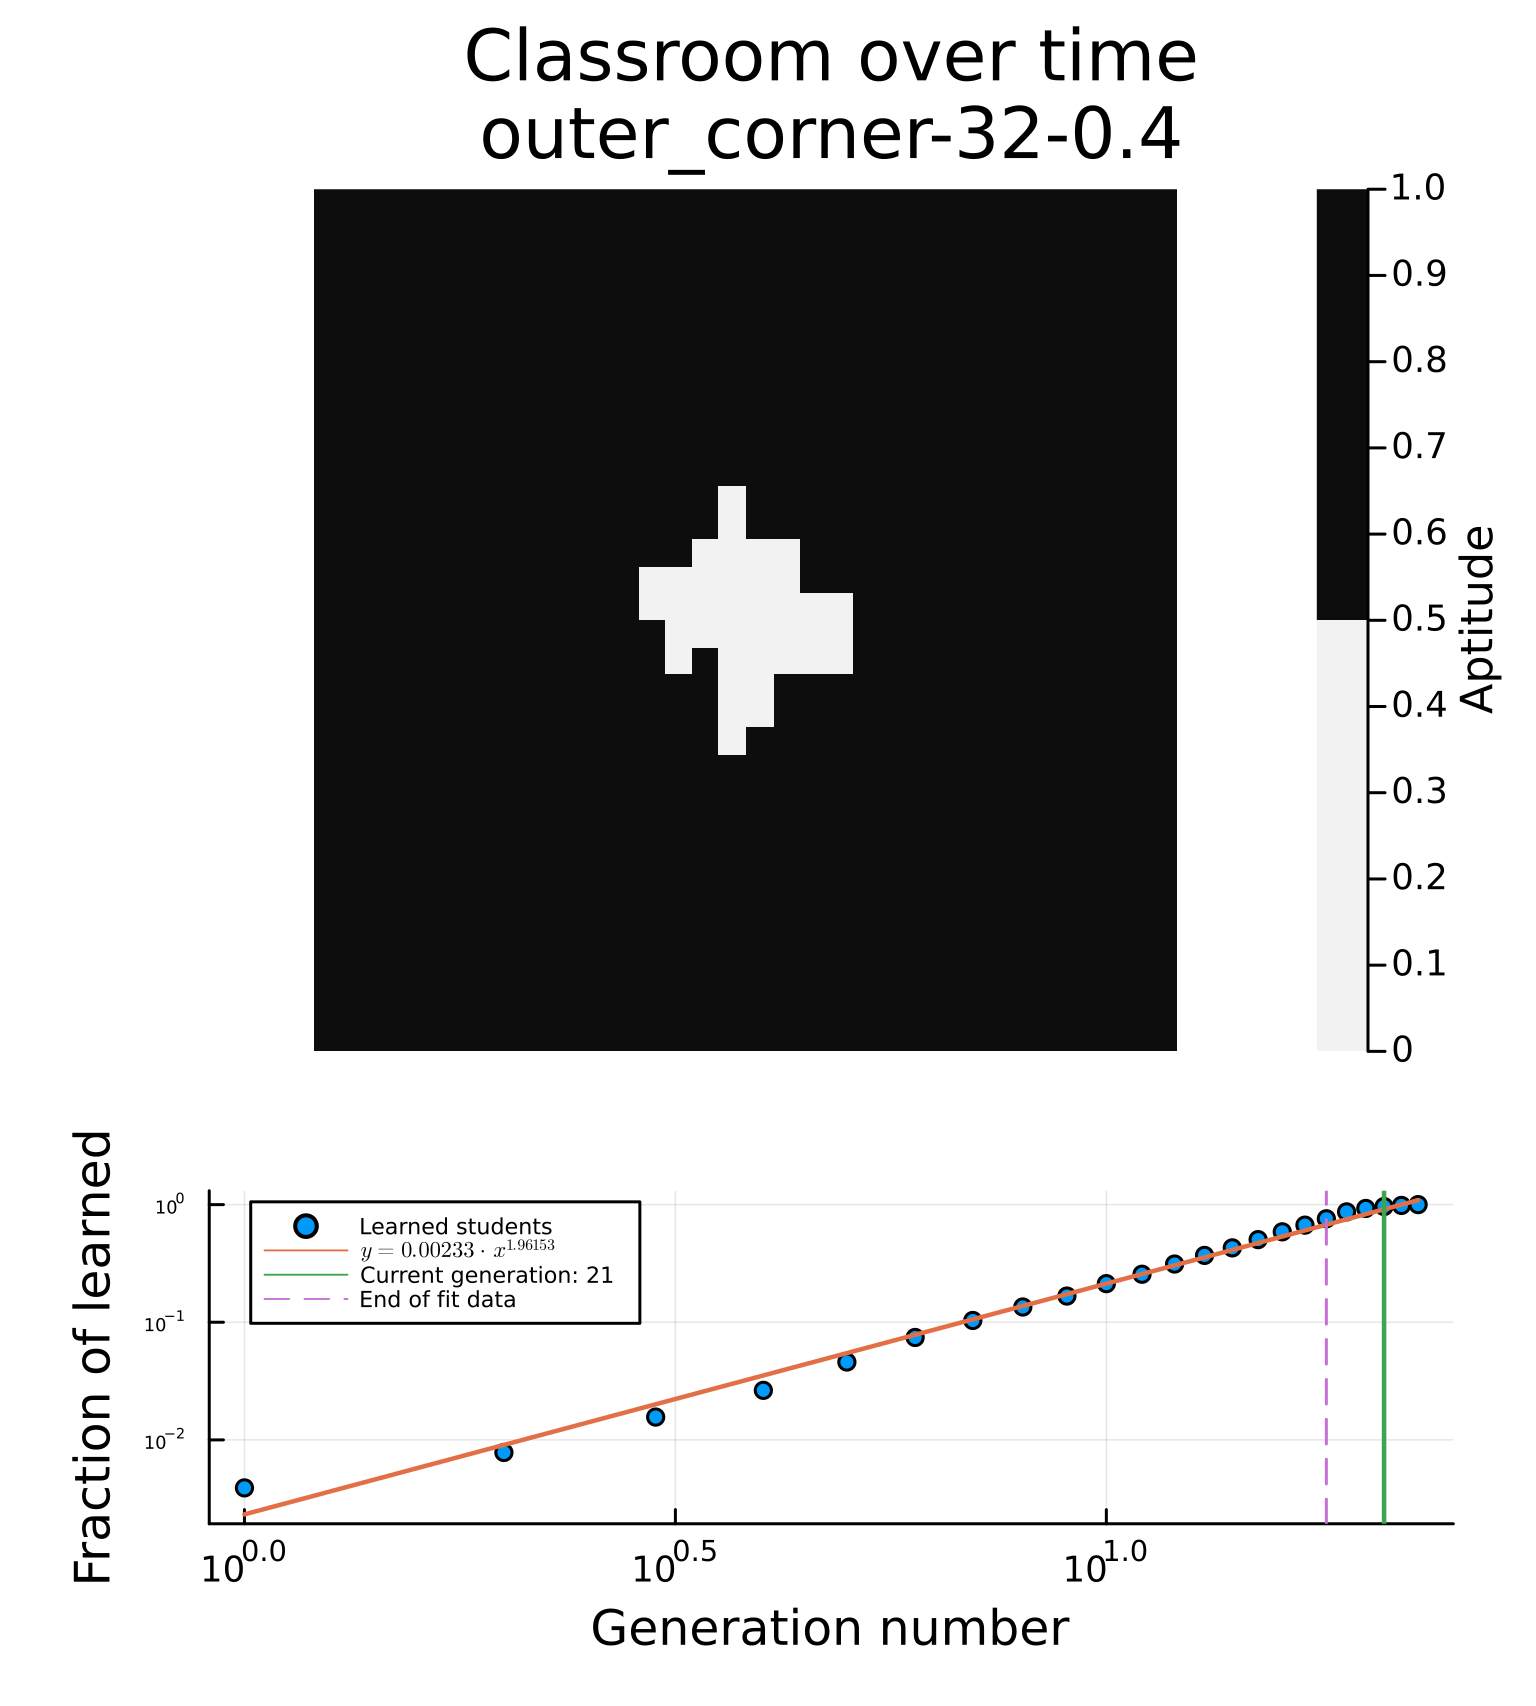 Classroom over time
outer_corner-32-0.4
1.0
0.9
0.8
0.7
0.6
0.5
0.4
0.3
0.2
0.1
0
Aptitude
Fraction of learned
10⁰
10⁻¹
10⁻²
Learned students
y = 0.00233 · x^1.96153
Current generation: 21
End of fit data
10^0.0
10^0.5
10^1.0
Generation number